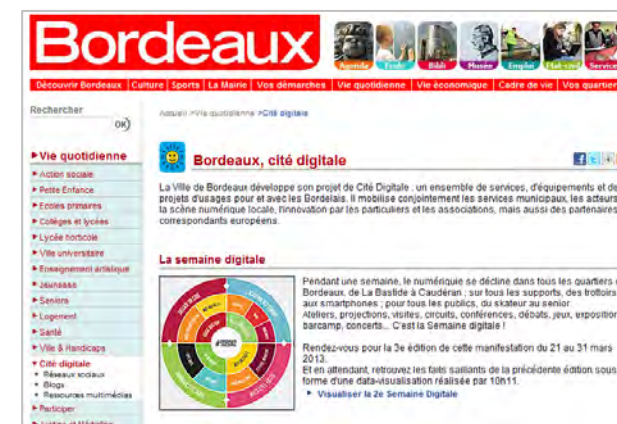 Bordeaux
Agenda Ecole Bibli Musée Emploi Etat-civil Service
Découvrir Bordeaux Culture Sports La Mairie Vos démarches Vie quotidienne Vie économique Cadre de vie Vos quartier
Rechercher
OK
Accueil >Vie quotidienne >Cité digitale
Vie quotidienne
Action sociale
Petite Enfance
Ecoles primaires
Collèges et lycées
Lycée horticole
Ville universitaire
Enseignement artistique
Jeunesse
Seniors
Logement
Santé
Ville & Handicaps
Cité digitale
Réseaux sociaux
Blogs
Ressources multimédias
Participer
Bordeaux, cité digitale
La Ville de Bordeaux développe son projet de Cité Digitale : un ensemble de services, d'équipements et de
projets d'usages pour et avec les Bordelais. Il mobilise conjointement les services municipaux, les acteurs
la scène numérique locale, l'innovation par les particuliers et les associations, mais aussi des partenaires
correspondants européens.
La semaine digitale
Pendant une semaine, le numérique se décline dans tous les quartiers
Bordeaux, de La Bastide à Caudéran ; sur tous les supports, des trottoirs
aux smartphones ; pour tous les publics, du skateur au senior.
Ateliers, projections, visites, circuits, conférences, débats, jeux, exposition
barcamp, concerts... C'est la Semaine digitale !
Rendez-vous pour la 3e édition de cette manifestation du 21 au 31 mars
2013.
Et en attendant, retrouvez les faits saillants de la précédente édition sous
forme d'une data-visualisation réalisée par 10h11.
Visualiser la 2e Semaine Digitale